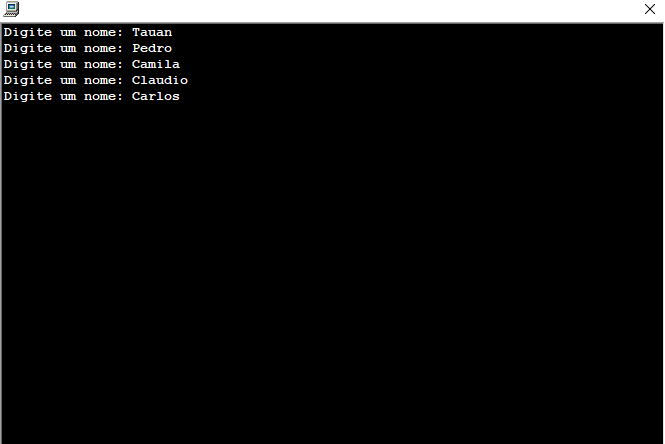 Digite um nome: Tauan
Digite um nome: Pedro
Digite um nome: Camila
Digite um nome: Claudio
Digite um nome: Carlos